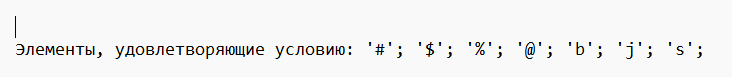 Элементы, удовлетворяющие условию: '#'; '$'; '%'; '@'; 'b'; 'j'; 's';